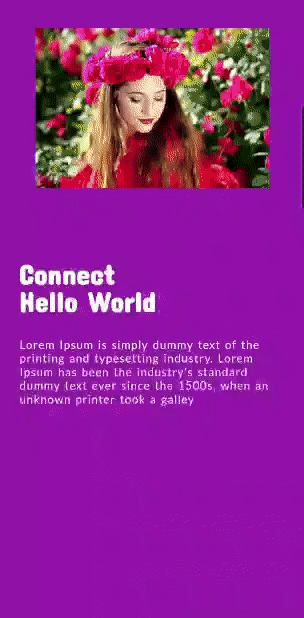 Connect
Hello World
Lorem Ipsum is simply dummy text of the
printing and typesetting industry. Lorem
Ipsum has been the industry's standard
dummy text ever since the 1500s, when an
unknown printer took a galley